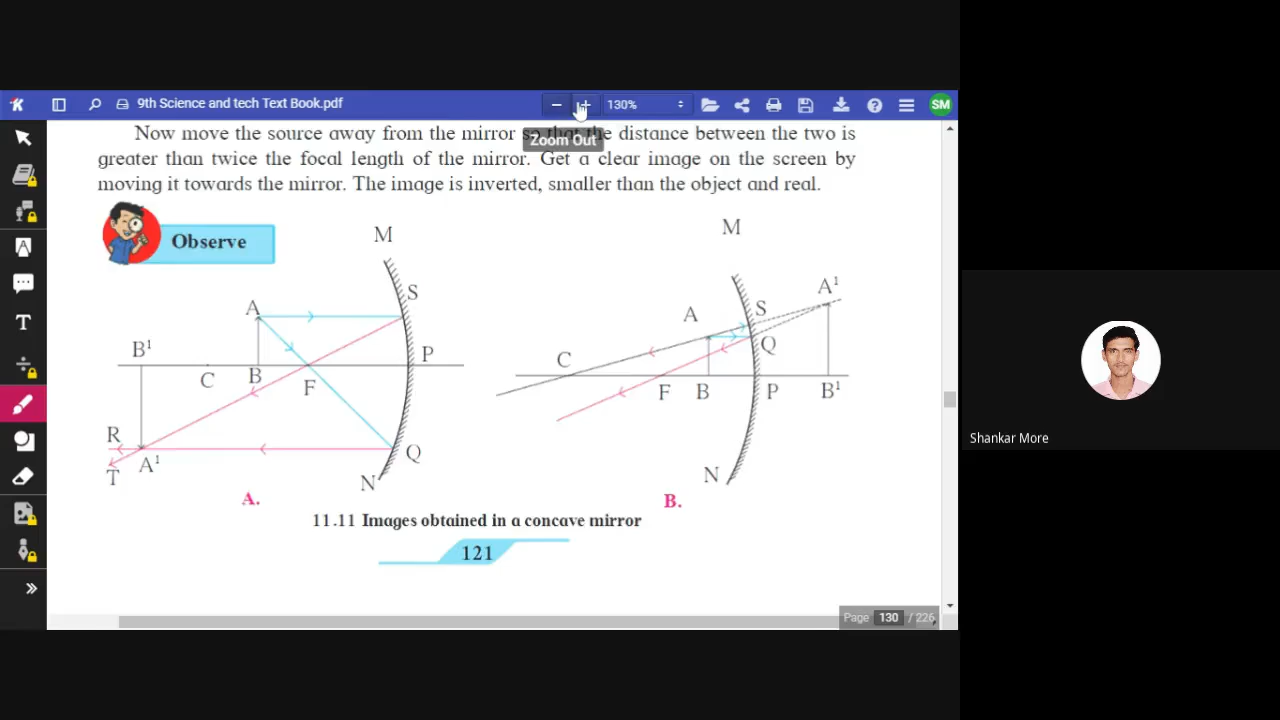 9th Science and tech Text Book.pdf
130%
SM
Zoom Out
Now move the source away from the mirror so that the distance between the two is
greater than twice the focal length of the mirror. Get a clear image on the screen by
moving it towards the mirror. The image is inverted, smaller than the object and real.
Observe
M
S
A
B¹
P
C
B
F
R
Q
A¹
T
N
A.
M
A¹
S
A
Q
C
F
B
P
B¹
N
B.
11.11 Images obtained in a concave mirror
121
Page 130 / 226
Shankar More